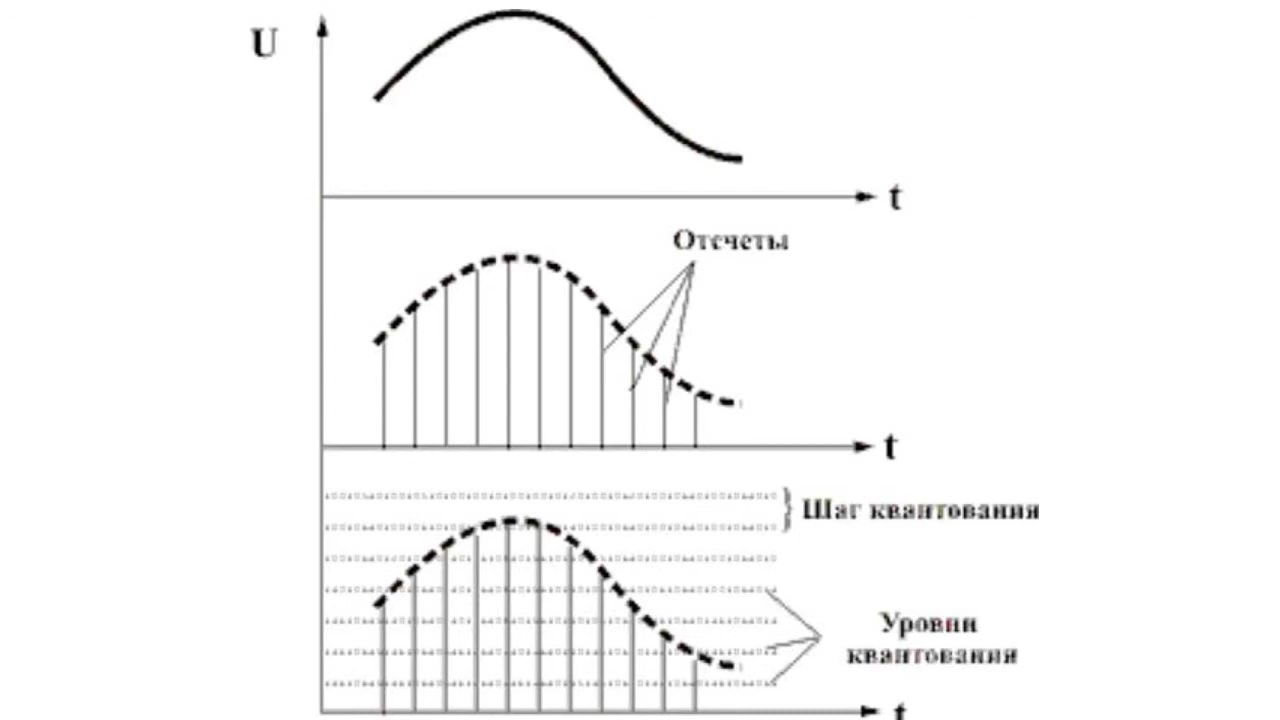 U
t
Отсчеты
t
Шаг квантования
Уровни
квантования
t